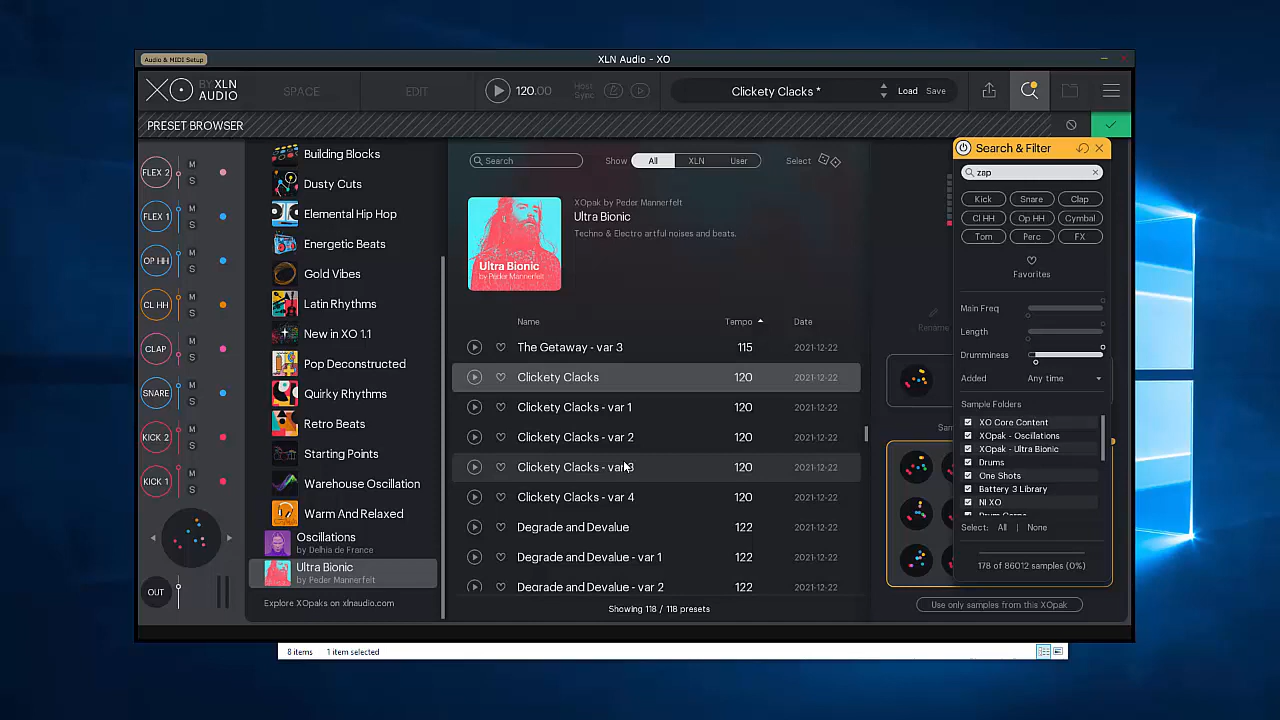 Audio & MIDI Setup
XLN Audio - XO
XO BY XLN AUDIO
SPACE
EDIT
120.00
Host Sync
Clickety Clacks *
Load
Save
PRESET BROWSER
FLEX 2
M
S
FLEX 1
M
S
OP HH
M
S
CL HH
M
S
CLAP
M
S
SNARE
M
S
KICK 2
M
S
KICK 1
M
S
OUT
Building Blocks
Dusty Cuts
Elemental Hip Hop
Energetic Beats
Gold Vibes
Latin Rhythms
New in XO 1.1
Pop Deconstructed
Quirky Rhythms
Retro Beats
Starting Points
Warehouse Oscillation
Warm And Relaxed
Oscillations
by Delhia de France
Ultra Bionic
by Peder Mannerfelt
Explore XOpaks on xlnaudio.com
Search
Show
All
XLN
User
Select
Ultra Bionic
by Peder Mannerfelt
XOpak by Peder Mannerfelt
Ultra Bionic
Techno & Electro artful noises and beats.
Name
Tempo
Date
The Getaway - var 3 115 2021-12-22
Clickety Clacks 120 2021-12-22
Clickety Clacks - var 1 120 2021-12-22
Clickety Clacks - var 2 120 2021-12-22
Clickety Clacks - var 3 120 2021-12-22
Clickety Clacks - var 4 120 2021-12-22
Degrade and Devalue 122 2021-12-22
Degrade and Devalue - var 1 122 2021-12-22
Degrade and Devalue - var 2 122 2021-12-22
Showing 118 / 118 presets
Rename
Search & Filter
zap
Kick
Snare
Clap
Cl HH
Op HH
Cymbal
Tom
Perc
FX
Favorites
Main Freq
Length
Drumminess
Added
Any time
Sample Folders
XO Core Content
XOpak - Oscillations
XOpak - Ultra Bionic
Drums
One Shots
Battery 3 Library
NI XO
Select: All | None
178 of 86012 samples (0%)
Use only samples from this XOpak
8 items
1 item selected